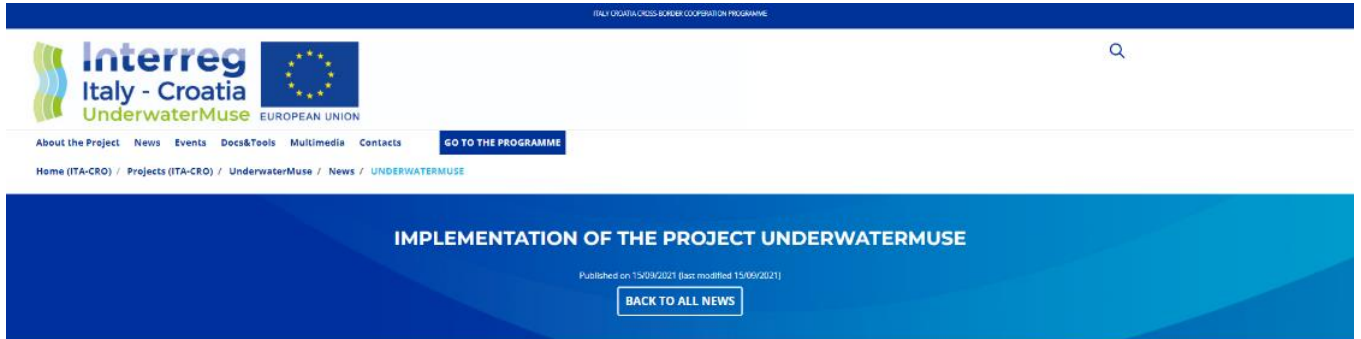 ITALY CROATIA CROSS-BORDER COOPERATION PROGRAMME
Interreg
Italy - Croatia
UnderwaterMuse
EUROPEAN UNION
About the Project News Events Docs&Tools Multimedia Contacts GO TO THE PROGRAMME
Home (ITA-CRO) / Projects (ITA-CRO) / UnderwaterMuse / News / UNDERWATERMUSE
IMPLEMENTATION OF THE PROJECT UNDERWATERMUSE
Published on 15/09/2021 (last modified 15/09/2021)
BACK TO ALL NEWS